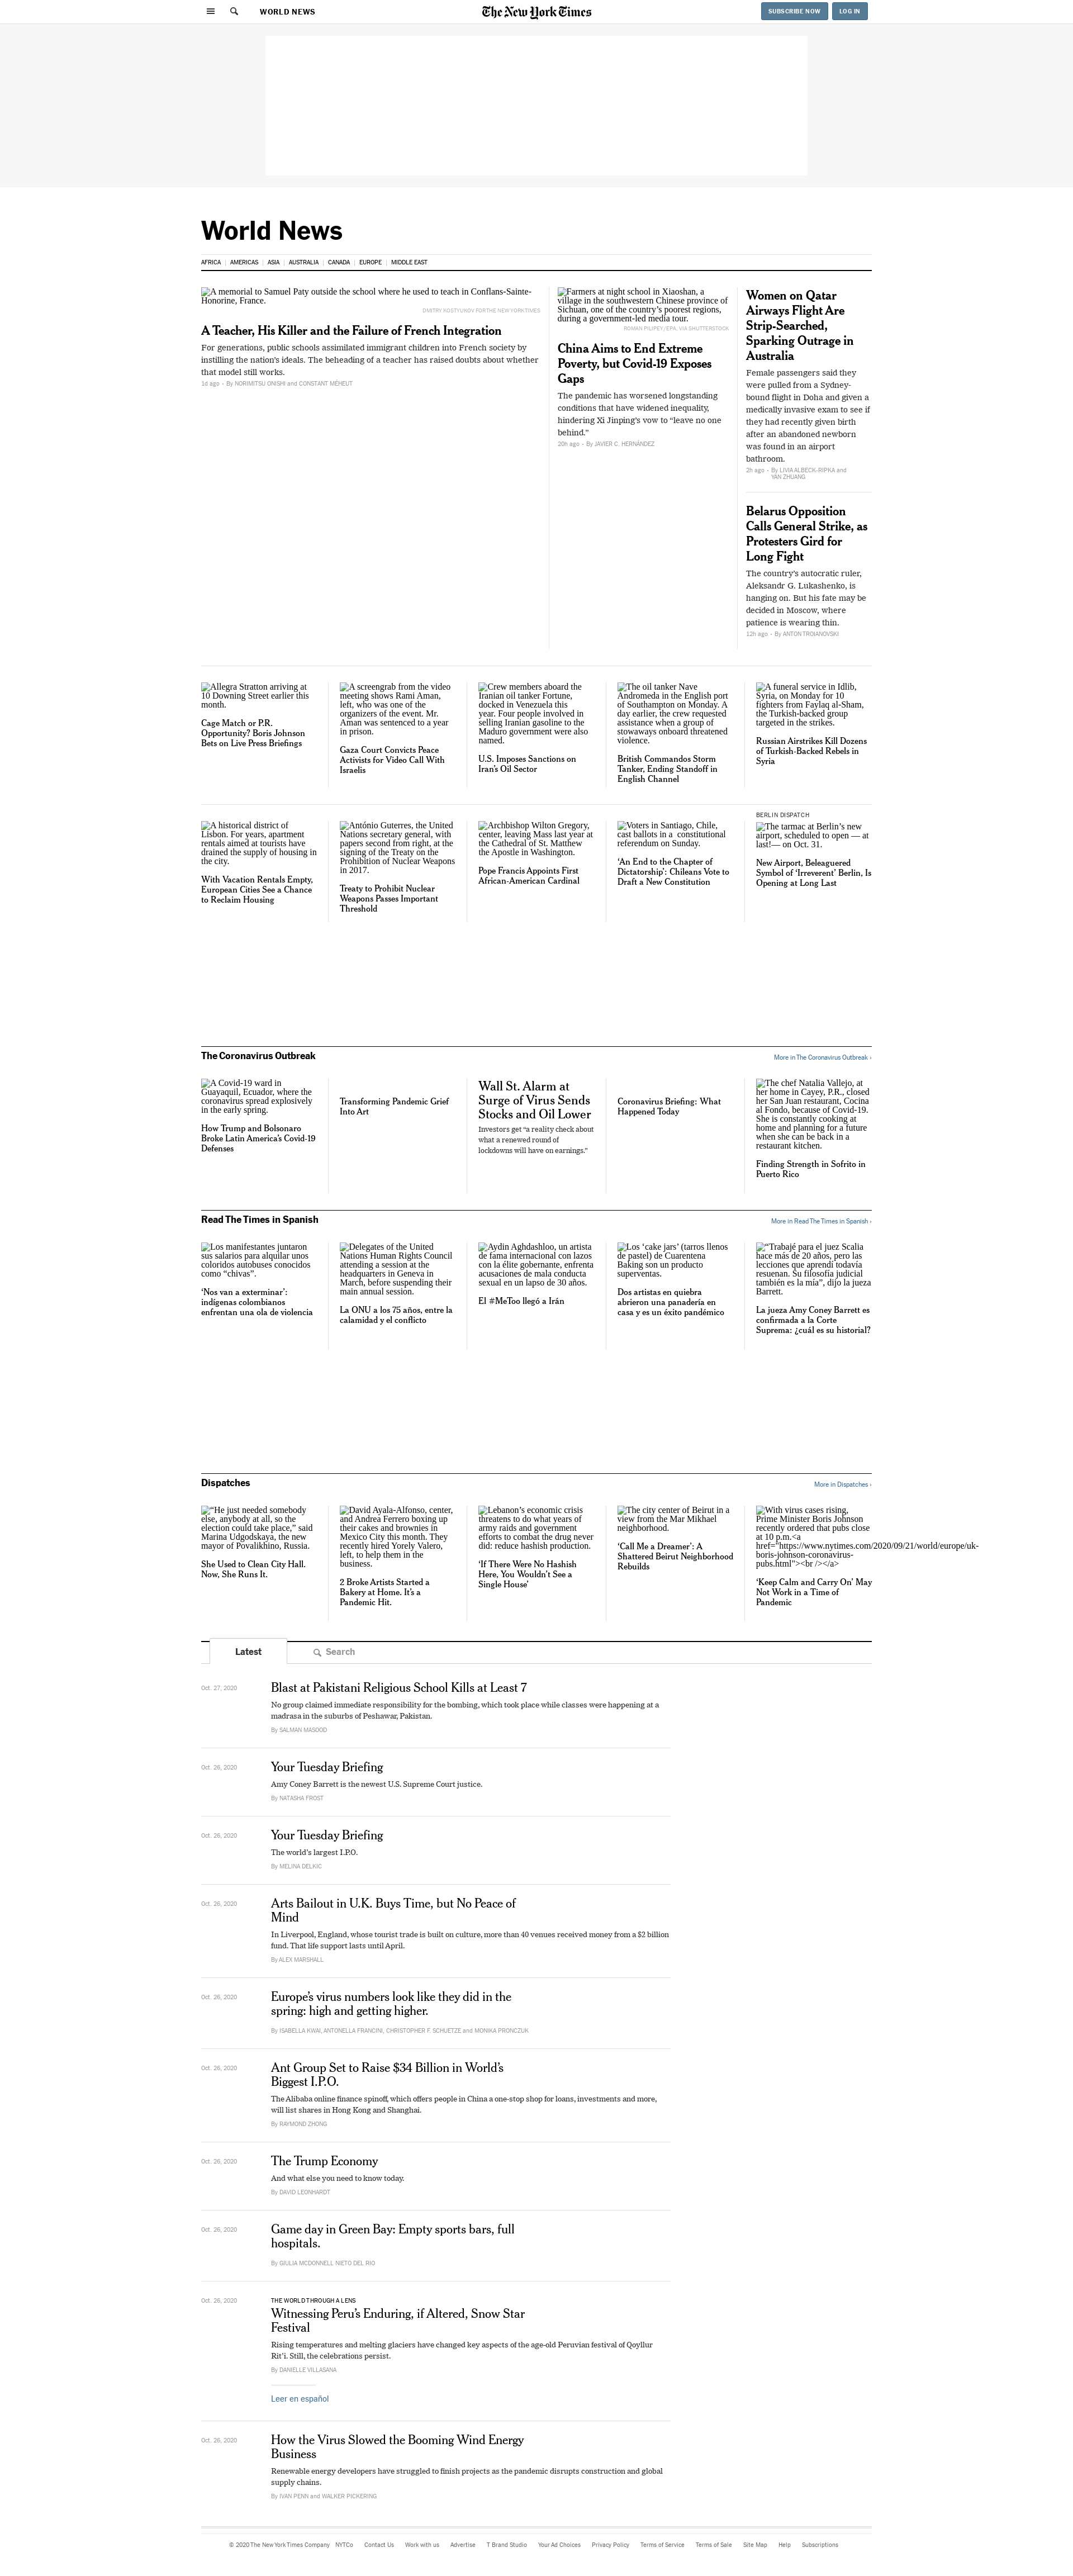 WORLD NEWS
The New York Times
SUBSCRIBE NOW
LOG IN
World News
AFRICA
AMERICAS
ASIA
AUSTRALIA
CANADA
EUROPE
MIDDLE EAST
A memorial to Samuel Paty outside the school where he used to teach in Conflans-Sainte-
Honorine, France.
DMITRY KOSTYUKOV FOR THE NEW YORK TIMES
A Teacher, His Killer and the Failure of French Integration
For generations, public schools assimilated immigrant children into French society by
instilling the nation's ideals. The beheading of a teacher has raised doubts about whether
that model still works.
1d ago – By NORIMITSU ONISHI and CONSTANT MÉHEUT
Farmers at night school in Xiaoshan, a
village in the southwestern Chinese province of
Sichuan, one of the country's poorest regions,
during a government-led media tour.
ROMAN PILIPEY/EPA, VIA SHUTTERSTOCK
China Aims to End Extreme
Poverty, but Covid-19 Exposes
Gaps
The pandemic has worsened longstanding
conditions that have widened inequality,
hindering Xi Jinping's vow to "leave no one
behind."
20h ago – By JAVIER C. HERNÁNDEZ
Women on Qatar
Airways Flight Are
Strip-Searched,
Sparking Outrage in
Australia
Female passengers said they
were pulled from a Sydney-
bound flight in Doha and given a
medically invasive exam to see if
they had recently given birth
after an abandoned newborn
was found in an airport
bathroom.
2h ago – By LIVIA ALBECK-RIPKA and
YAN ZHUANG
Belarus Opposition
Calls General Strike, as
Protesters Gird for
Long Fight
The country's autocratic ruler,
Aleksandr G. Lukashenko, is
hanging on. But his fate may be
decided in Moscow, where
patience is wearing thin.
12h ago – By ANTON TROIANOVSKI
Allegra Stratton arriving at
10 Downing Street earlier this
month.
Cage Match or P.R.
Opportunity? Boris Johnson
Bets on Live Press Briefings
A screengrab from the video
meeting shows Rami Aman,
left, who was one of the
organizers of the event. Mr.
Aman was sentenced to a year
in prison.
Gaza Court Convicts Peace
Activists for Video Call With
Israelis
Crew members aboard the
Iranian oil tanker Fortune,
docked in Venezuela this
year. Four people involved in
selling Iranian gasoline to the
Maduro government were also
named.
U.S. Imposes Sanctions on
Iran's Oil Sector
The oil tanker Nave
Andromeda in the English port
of Southampton on Monday. A
day earlier, the crew requested
assistance when a group of
stowaways onboard threatened
violence.
British Commandos Storm
Tanker, Ending Standoff in
English Channel
A funeral service in Idlib,
Syria, on Monday for 10
fighters from Faylaq al-Sham,
the Turkish-backed group
targeted in the strikes.
Russian Airstrikes Kill Dozens
of Turkish-Backed Rebels in
Syria
A historical district of
Lisbon. For years, apartment
rentals aimed at tourists have
drained the supply of housing in
the city.
With Vacation Rentals Empty,
European Cities See a Chance
to Reclaim Housing
António Guterres, the United
Nations secretary general, with
papers second from right, at the
signing of the Treaty on the
Prohibition of Nuclear Weapons
in 2017.
Treaty to Prohibit Nuclear
Weapons Passes Important
Threshold
Archbishop Wilton Gregory,
center, leaving Mass last year at
the Cathedral of St. Matthew
the Apostle in Washington.
Pope Francis Appoints First
African-American Cardinal
Voters in Santiago, Chile,
cast ballots in a constitutional
referendum on Sunday.
'An End to the Chapter of
Dictatorship': Chileans Vote to
Draft a New Constitution
BERLIN DISPATCH
The tarmac at Berlin's new
airport, scheduled to open — at
last!— on Oct. 31.
New Airport, Beleaguered
Symbol of 'Irreverent' Berlin, Is
Opening at Long Last
The Coronavirus Outbreak
More in The Coronavirus Outbreak ›
A Covid-19 ward in
Guayaquil, Ecuador, where the
coronavirus spread explosively
in the early spring.
How Trump and Bolsonaro
Broke Latin America's Covid-19
Defenses
Transforming Pandemic Grief
Into Art
Wall St. Alarm at
Surge of Virus Sends
Stocks and Oil Lower
Investors get "a reality check about
what a renewed round of
lockdowns will have on earnings."
Coronavirus Briefing: What
Happened Today
The chef Natalia Vallejo, at
her home in Cayey, P.R., closed
her San Juan restaurant, Cocina
al Fondo, because of Covid-19.
She is constantly cooking at
home and planning for a future
when she can be back in a
restaurant kitchen.
Finding Strength in Sofrito in
Puerto Rico
Read The Times in Spanish
More in Read The Times in Spanish ›
Los manifestantes juntaron
sus salarios para alquilar unos
coloridos autobuses conocidos
como "chivas".
'Nos van a exterminar':
indígenas colombianos
enfrentan una ola de violencia
Delegates of the United
Nations Human Rights Council
attending a session at the
headquarters in Geneva in
March, before suspending their
main annual session.
La ONU a los 75 años, entre la
calamidad y el conflicto
Aydin Aghdashloo, un artista
de fama internacional con lazos
con la élite gobernante, enfrenta
acusaciones de mala conducta
sexual en un lapso de 30 años.
El #MeToo llegó a Irán
Los 'cake jars' (tarros llenos
de pastel) de Cuarentena
Baking son un producto
superventas.
Dos artistas en quiebra
abrieron una panadería en
casa y es un éxito pandémico
"Trabajé para el juez Scalia
hace más de 20 años, pero las
lecciones que aprendí todavía
resuenan. Su filosofía judicial
también es la mía", dijo la jueza
Barrett.
La jueza Amy Coney Barrett es
confirmada a la Corte
Suprema: ¿cuál es su historial?
Dispatches
More in Dispatches ›
"He just needed somebody
else, anybody at all, so the
election could take place," said
Marina Udgodskaya, the new
mayor of Povalikhino, Russia.
She Used to Clean City Hall.
Now, She Runs It.
David Ayala-Alfonso, center,
and Andrea Ferrero boxing up
their cakes and brownies in
Mexico City this month. They
recently hired Yorely Valero,
left, to help them in the
business.
2 Broke Artists Started a
Bakery at Home. It's a
Pandemic Hit.
Lebanon's economic crisis
threatens to do what years of
army raids and government
efforts to combat the drug never
did: reduce hashish production.
'If There Were No Hashish
Here, You Wouldn't See a
Single House'
The city center of Beirut in a
view from the Mar Mikhael
neighborhood.
'Call Me a Dreamer': A
Shattered Beirut Neighborhood
Rebuilds
With virus cases rising,
Prime Minister Boris Johnson
recently ordered that pubs close
at 10 p.m.<a
href="https://www.nytimes.com/2020/09/21/world/europe/uk-
boris-johnson-coronavirus-
pubs.html"><br /></a>
'Keep Calm and Carry On' May
Not Work in a Time of
Pandemic
Latest
Search
Oct. 27, 2020
Blast at Pakistani Religious School Kills at Least 7
No group claimed immediate responsibility for the bombing, which took place while classes were happening at a
madrasa in the suburbs of Peshawar, Pakistan.
By SALMAN MASOOD
Oct. 26, 2020
Your Tuesday Briefing
Amy Coney Barrett is the newest U.S. Supreme Court justice.
By NATASHA FROST
Oct. 26, 2020
Your Tuesday Briefing
The world's largest I.P.O.
By MELINA DELKIC
Oct. 26, 2020
Arts Bailout in U.K. Buys Time, but No Peace of
Mind
In Liverpool, England, whose tourist trade is built on culture, more than 40 venues received money from a $2 billion
fund. That life support lasts until April.
By ALEX MARSHALL
Oct. 26, 2020
Europe's virus numbers look like they did in the
spring: high and getting higher.
By ISABELLA KWAI, ANTONELLA FRANCINI, CHRISTOPHER F. SCHUETZE and MONIKA PRONCZUK
Oct. 26, 2020
Ant Group Set to Raise $34 Billion in World's
Biggest I.P.O.
The Alibaba online finance spinoff, which offers people in China a one-stop shop for loans, investments and more,
will list shares in Hong Kong and Shanghai.
By RAYMOND ZHONG
Oct. 26, 2020
The Trump Economy
And what else you need to know today.
By DAVID LEONHARDT
Oct. 26, 2020
Game day in Green Bay: Empty sports bars, full
hospitals.
By GIULIA MCDONNELL NIETO DEL RIO
Oct. 26, 2020
THE WORLD THROUGH A LENS
Witnessing Peru's Enduring, if Altered, Snow Star
Festival
Rising temperatures and melting glaciers have changed key aspects of the age-old Peruvian festival of Qoyllur
Rit'i. Still, the celebrations persist.
By DANIELLE VILLASANA
Leer en español
Oct. 26, 2020
How the Virus Slowed the Booming Wind Energy
Business
Renewable energy developers have struggled to finish projects as the pandemic disrupts construction and global
supply chains.
By IVAN PENN and WALKER PICKERING
© 2020 The New York Times Company
NYTCo
Contact Us
Work with us
Advertise
T Brand Studio
Your Ad Choices
Privacy Policy
Terms of Service
Terms of Sale
Site Map
Help
Subscriptions